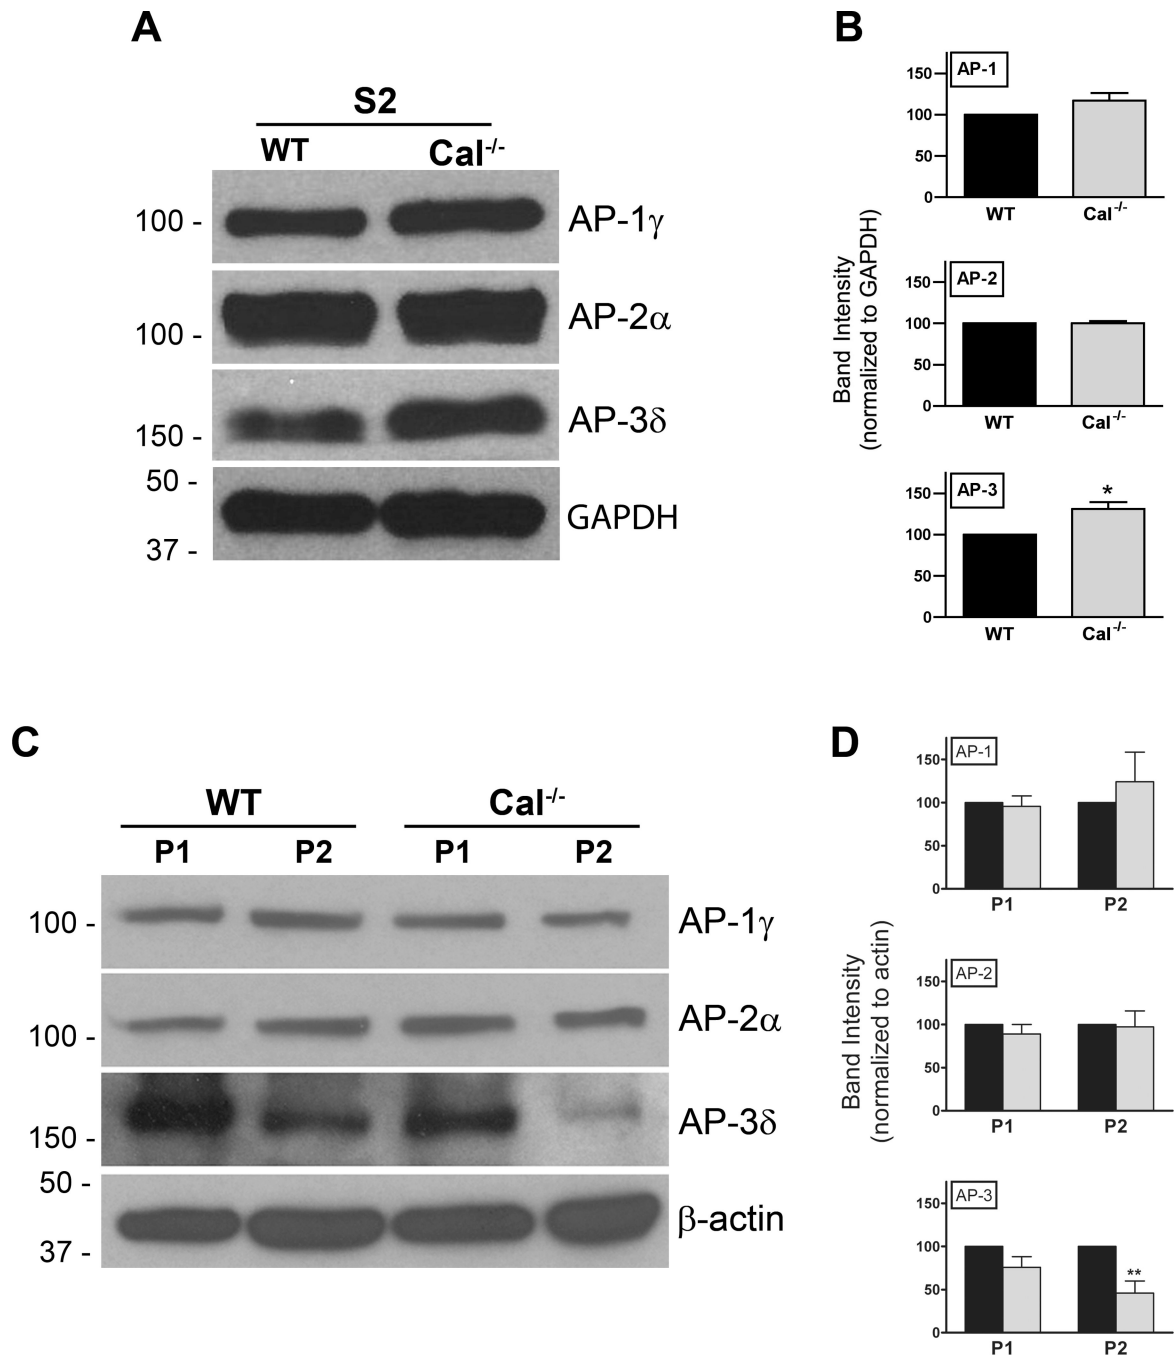 A
S2
WT Cal-/-
100 - AP-1γ
AP-2α
100 -
AP-3δ
150 -
50 -
GAPDH
37 -
B
Band Intensity
(normalized to GAPDH)
AP-1
150
100
50
0
WT Cal-/-
AP-2
150
100
50
0
WT Cal-/-
AP-3
150 *
100
50
0
WT Cal-/-
C
WT Cal-/-
P1 P2 P1 P2
100 - AP-1γ
AP-2α
100 -
AP-3δ
150 -
50 -
β-actin
37 -
D
Band Intensity
(normalized to actin)
AP-1
150
100
50
0
P1 P2
AP-2
150
100
50
0
P1 P2
AP-3
150
100
**
50
0
P1 P2